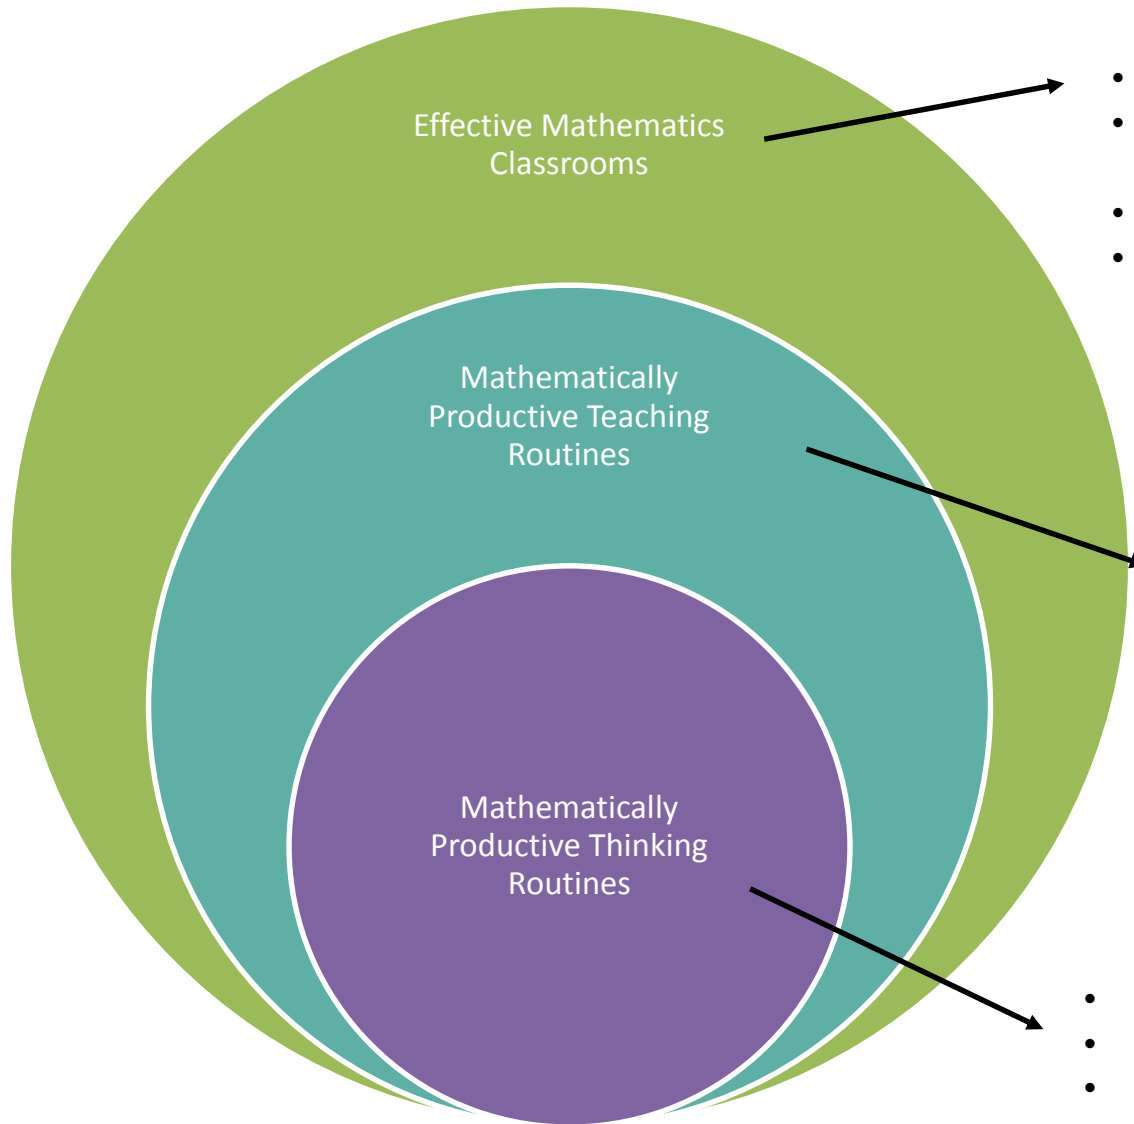 Effective Mathematics
Classrooms
Mathematically
Productive Teaching
Routines
Mathematically
Productive Thinking
Routines